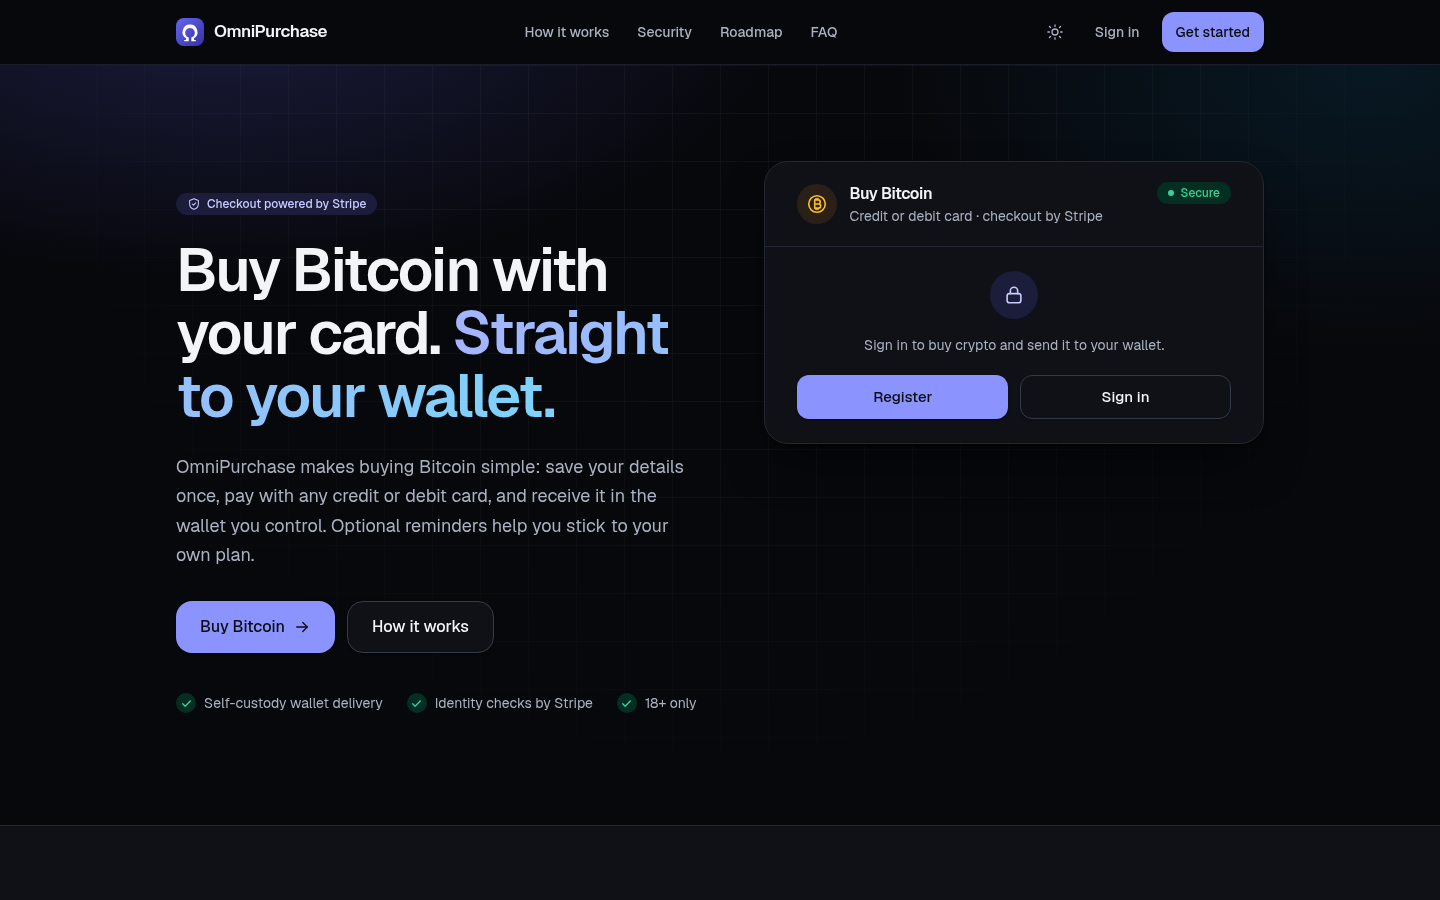 OmniPurchase
How it works
Security
Roadmap
FAQ
Sign in
Get started
Checkout powered by Stripe
Buy Bitcoin with
your card. Straight
to your wallet.
OmniPurchase makes buying Bitcoin simple: save your details
once, pay with any credit or debit card, and receive it in the
wallet you control. Optional reminders help you stick to your
own plan.
Buy Bitcoin
How it works
Self-custody wallet delivery
Identity checks by Stripe
18+ only
Buy Bitcoin
Credit or debit card · checkout by Stripe
Secure
Sign in to buy crypto and send it to your wallet.
Register
Sign in